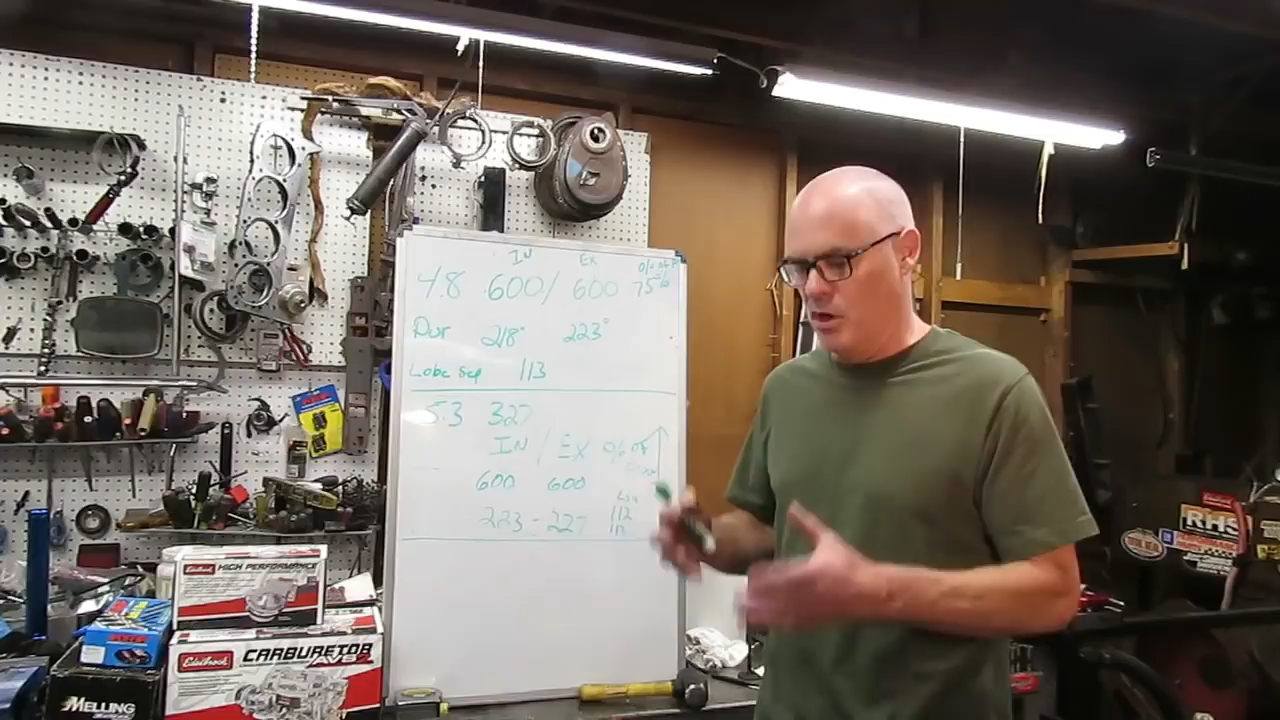 IN EX
4.8 .600/ 600 75%
Dur 218° 223°
Lobe Sep 113
5.3 327
IN / EX % of
600 600
223 - 227 112
Edelbrock HIGH PERFORMANCE
Edelbrock CARBURETOR
AVS2
MELLING
RHS